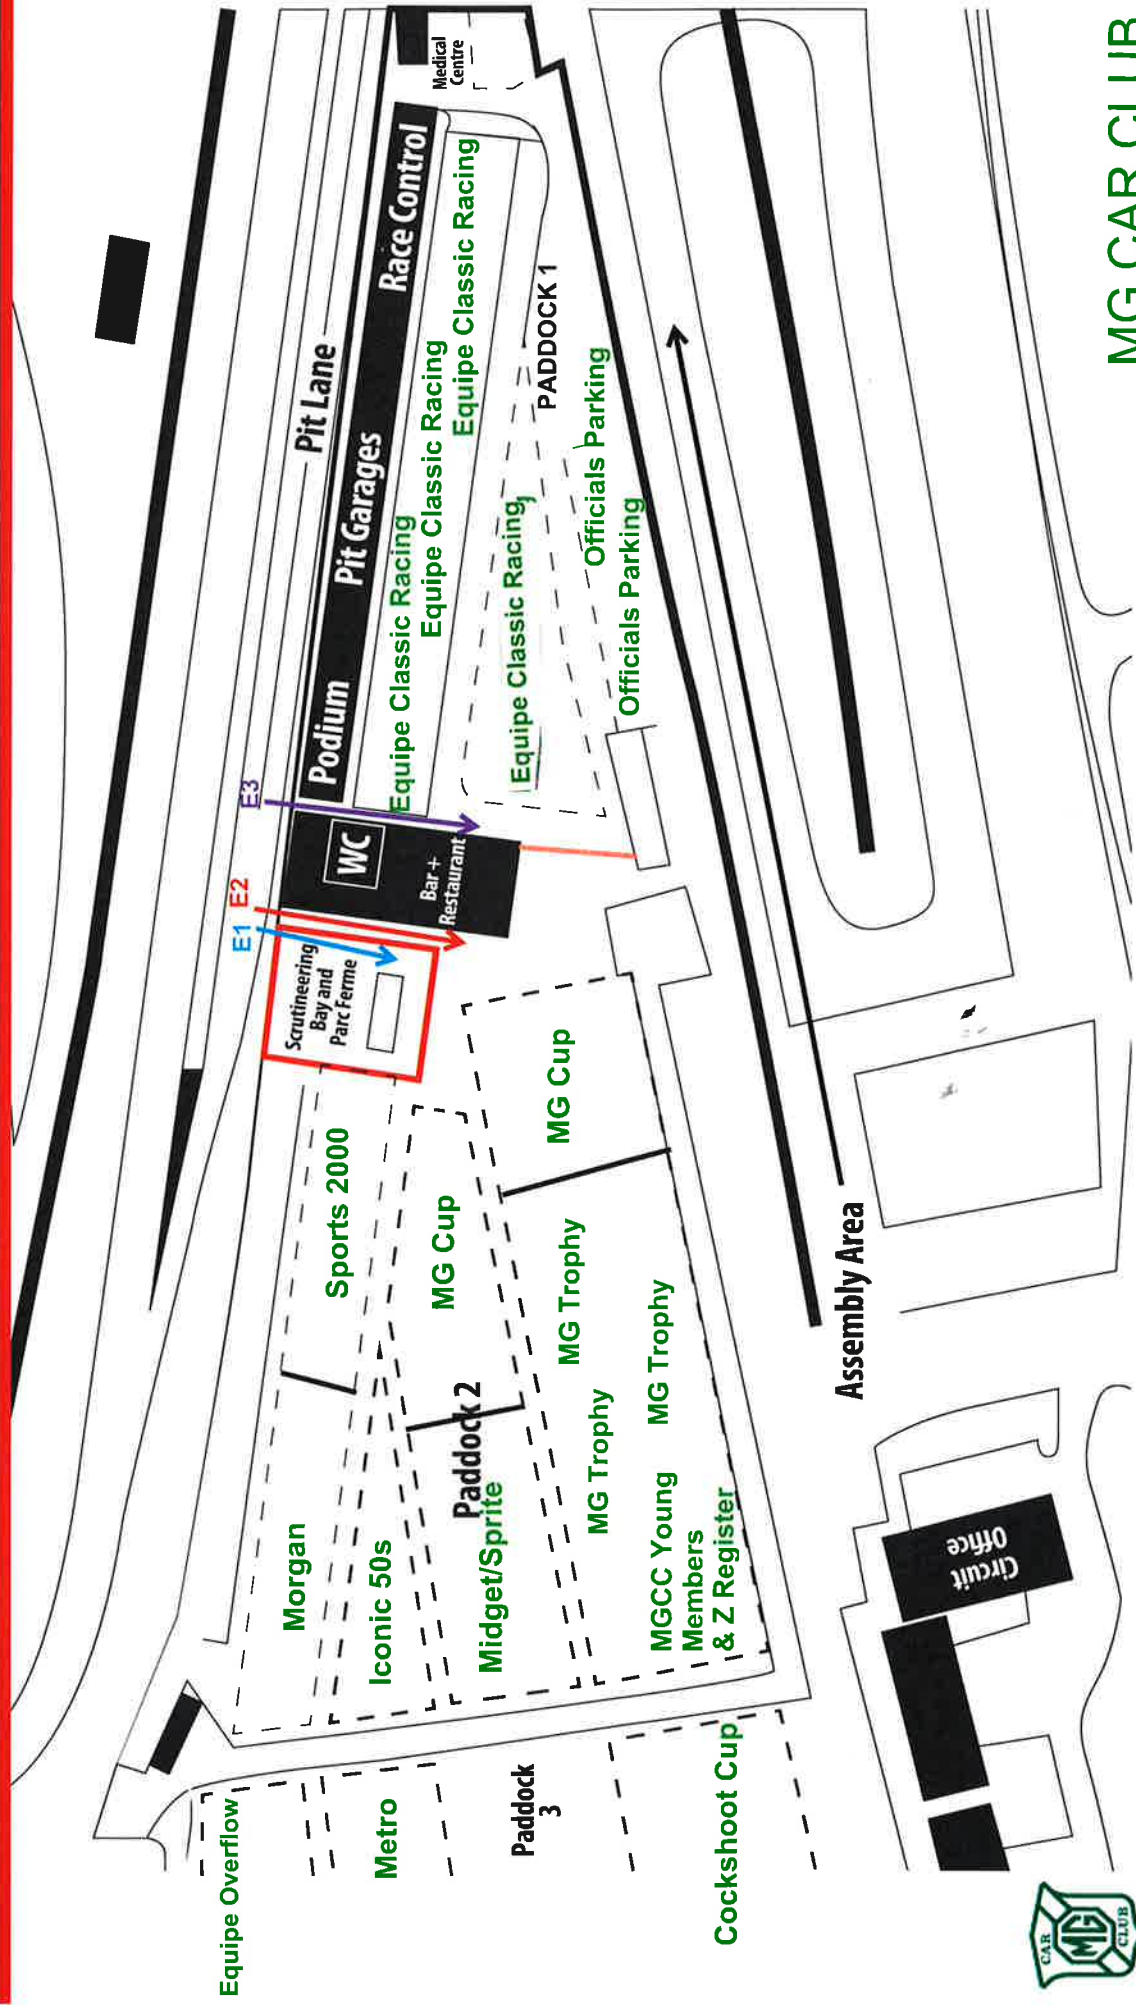 Medical
Centre
Race Control
Pit Lane
Pit Garages
Podium
Equipe Classic Racing
Equipe Classic Racing
Equipe Classic Racing
PADDOCK 1
Equipe Classic Racing
Officials Parking
Officials Parking
E3
E2
E1
WC
Bar +
Restaurant
Scrutineering
Bay and
Parc Ferme
Sports 2000
MG Cup
MG Cup
Morgan
Iconic 50s
Paddock 2
Midget/Sprite
MG Trophy
MG Trophy
MG Trophy
MGCC Young
Members
& Z Register
Assembly Area
Equipe Overflow
Metro
Paddock
3
Cockshoot Cup
Circuit
Office
CAR
MG
CLUB
MG CAR CLUB